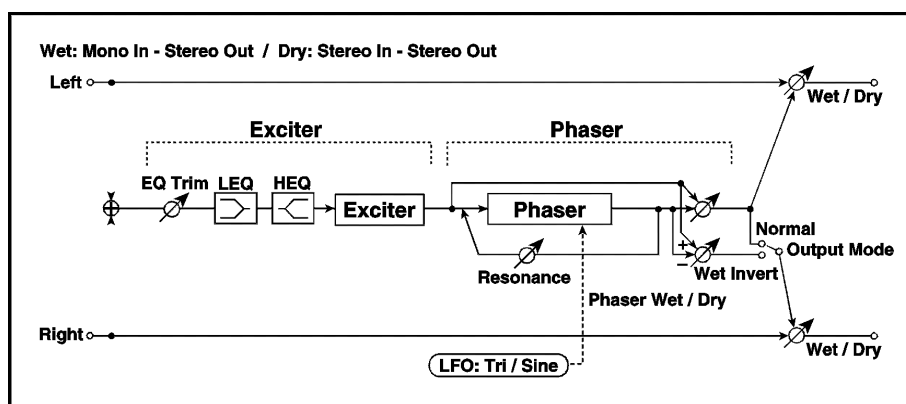 Wet: Mono In - Stereo Out / Dry: Stereo In - Stereo Out
Left
Wet / Dry
Exciter
Phaser
EQ Trim
LEQ
HEQ
Exciter
Phaser
Normal
Output Mode
+
−
Wet Invert
Resonance
Phaser Wet / Dry
Right
Wet / Dry
LFO: Tri / Sine